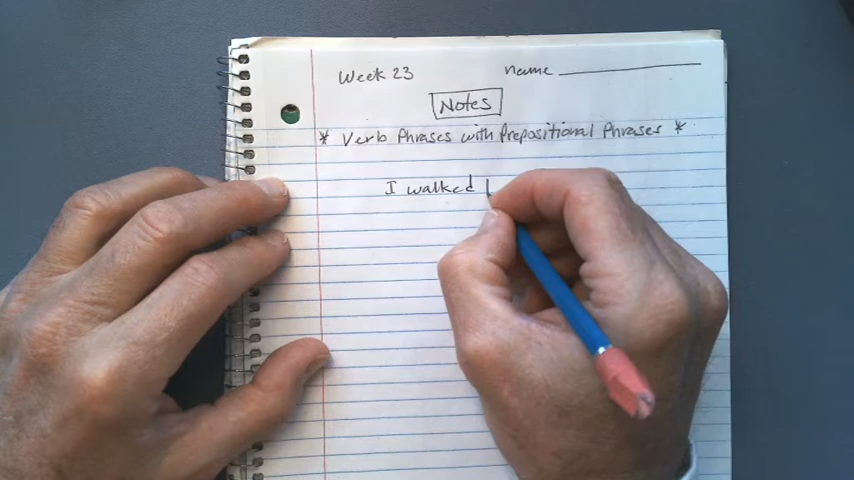 Week 23 name
Notes
* Verb Phrases with Prepositional Phrases *
I walked